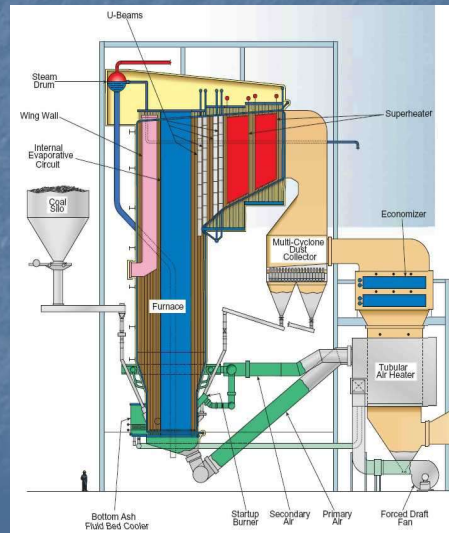 U-Beams
Steam
Drum
Wing Wall
Superheater
Internal
Evaporative
Circuit
Coal
Silo
Economizer
Multi-Cyclone
Dust
Collector
Furnace
Tubular
Air Heater
Bottom Ash
Fluid Bed Cooler
Startup
Burner
Secondary
Air
Primary
Air
Forced Draft
Fan